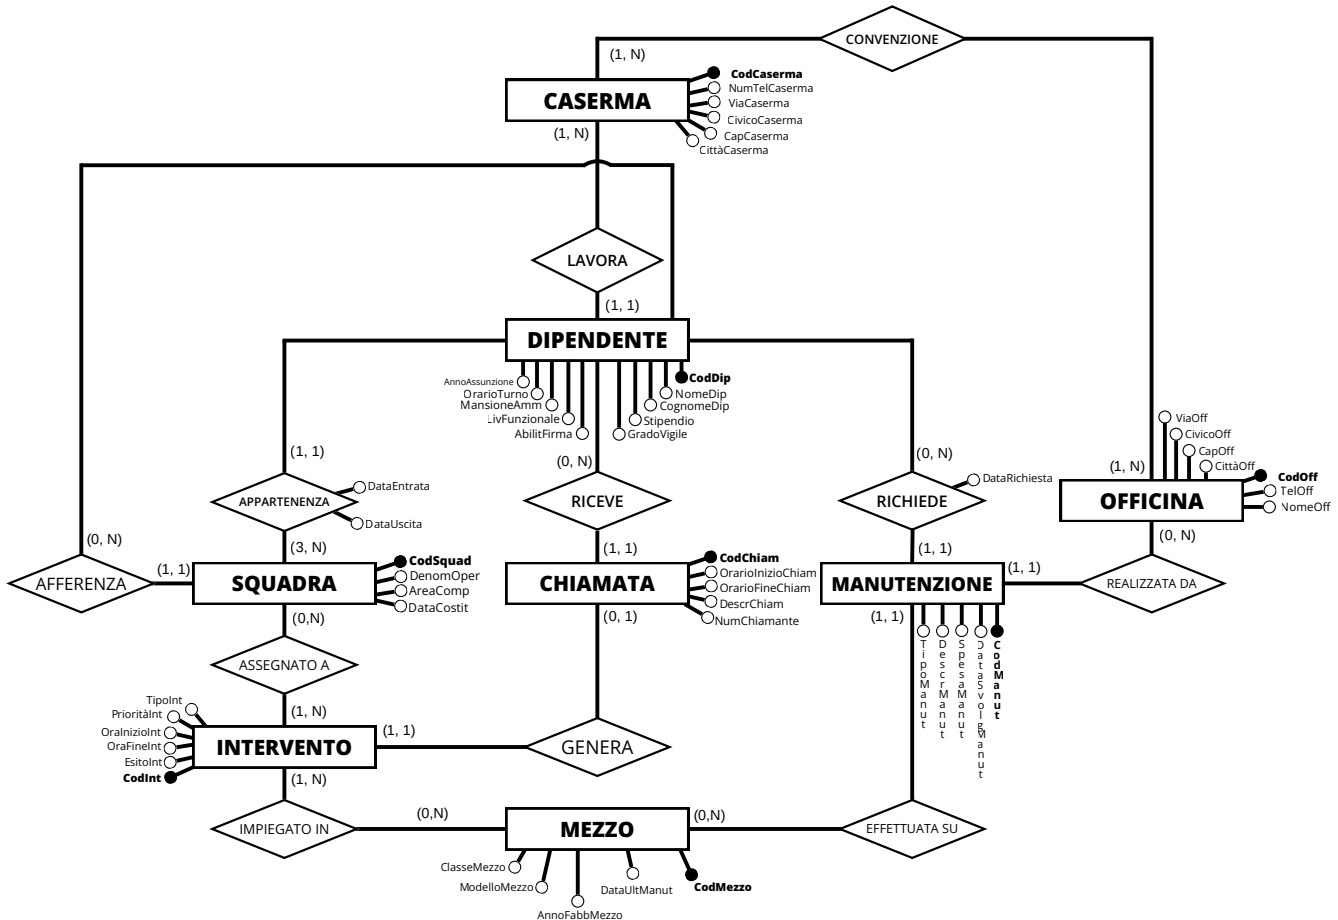 CONVENZIONE
(1, N)
CASERMA
CodCaserma
NumTelCaserma
ViaCaserma
CivicoCaserma
CapCaserma
CittàCaserma
(1, N)
LAVORA
(1, 1)
DIPENDENTE
CodDip
NomeDip
CognomeDip
Stipendio
GradoVigile
AnnoAssunzione
OrarioTurno
MansioneAmm
LivFunzionale
AbilitFirma
(1, 1)
(0, N)
(0, N)
(1, N)
ViaOff
CivicoOff
CapOff
CittàOff
CodOff
TelOff
NomeOff
OFFICINA
(0, N)
APPARTENENZA
DataEntrata
DataUscita
RICEVE
RICHIEDE
DataRichiesta
(0, N)
(3, N)
(1, 1)
(1, 1)
AFFERENZA
(1, 1)
SQUADRA
CodSquad
DenomOper
AreaComp
DataCostit
CHIAMATA
CodChiam
OrarioInizioChiam
OrarioFineChiam
DescrChiam
NumChiamante
MANUTENZIONE
(1, 1)
REALIZZATA DA
(0,N)
(0, 1)
(1, 1)
TipoManut
DescrManut
SpesaManut
DataSvolgManut
CodManut
ASSEGNATO A
(1, N)
TipoInt
PrioritàInt
OraInizioInt
OraFineInt
EsitoInt
CodInt
INTERVENTO
(1, 1)
GENERA
(1, N)
IMPIEGATO IN
(0,N)
MEZZO
(0,N)
EFFETTUATA SU
ClasseMezzo
ModelloMezzo
AnnoFabbMezzo
DataUltManut
CodMezzo